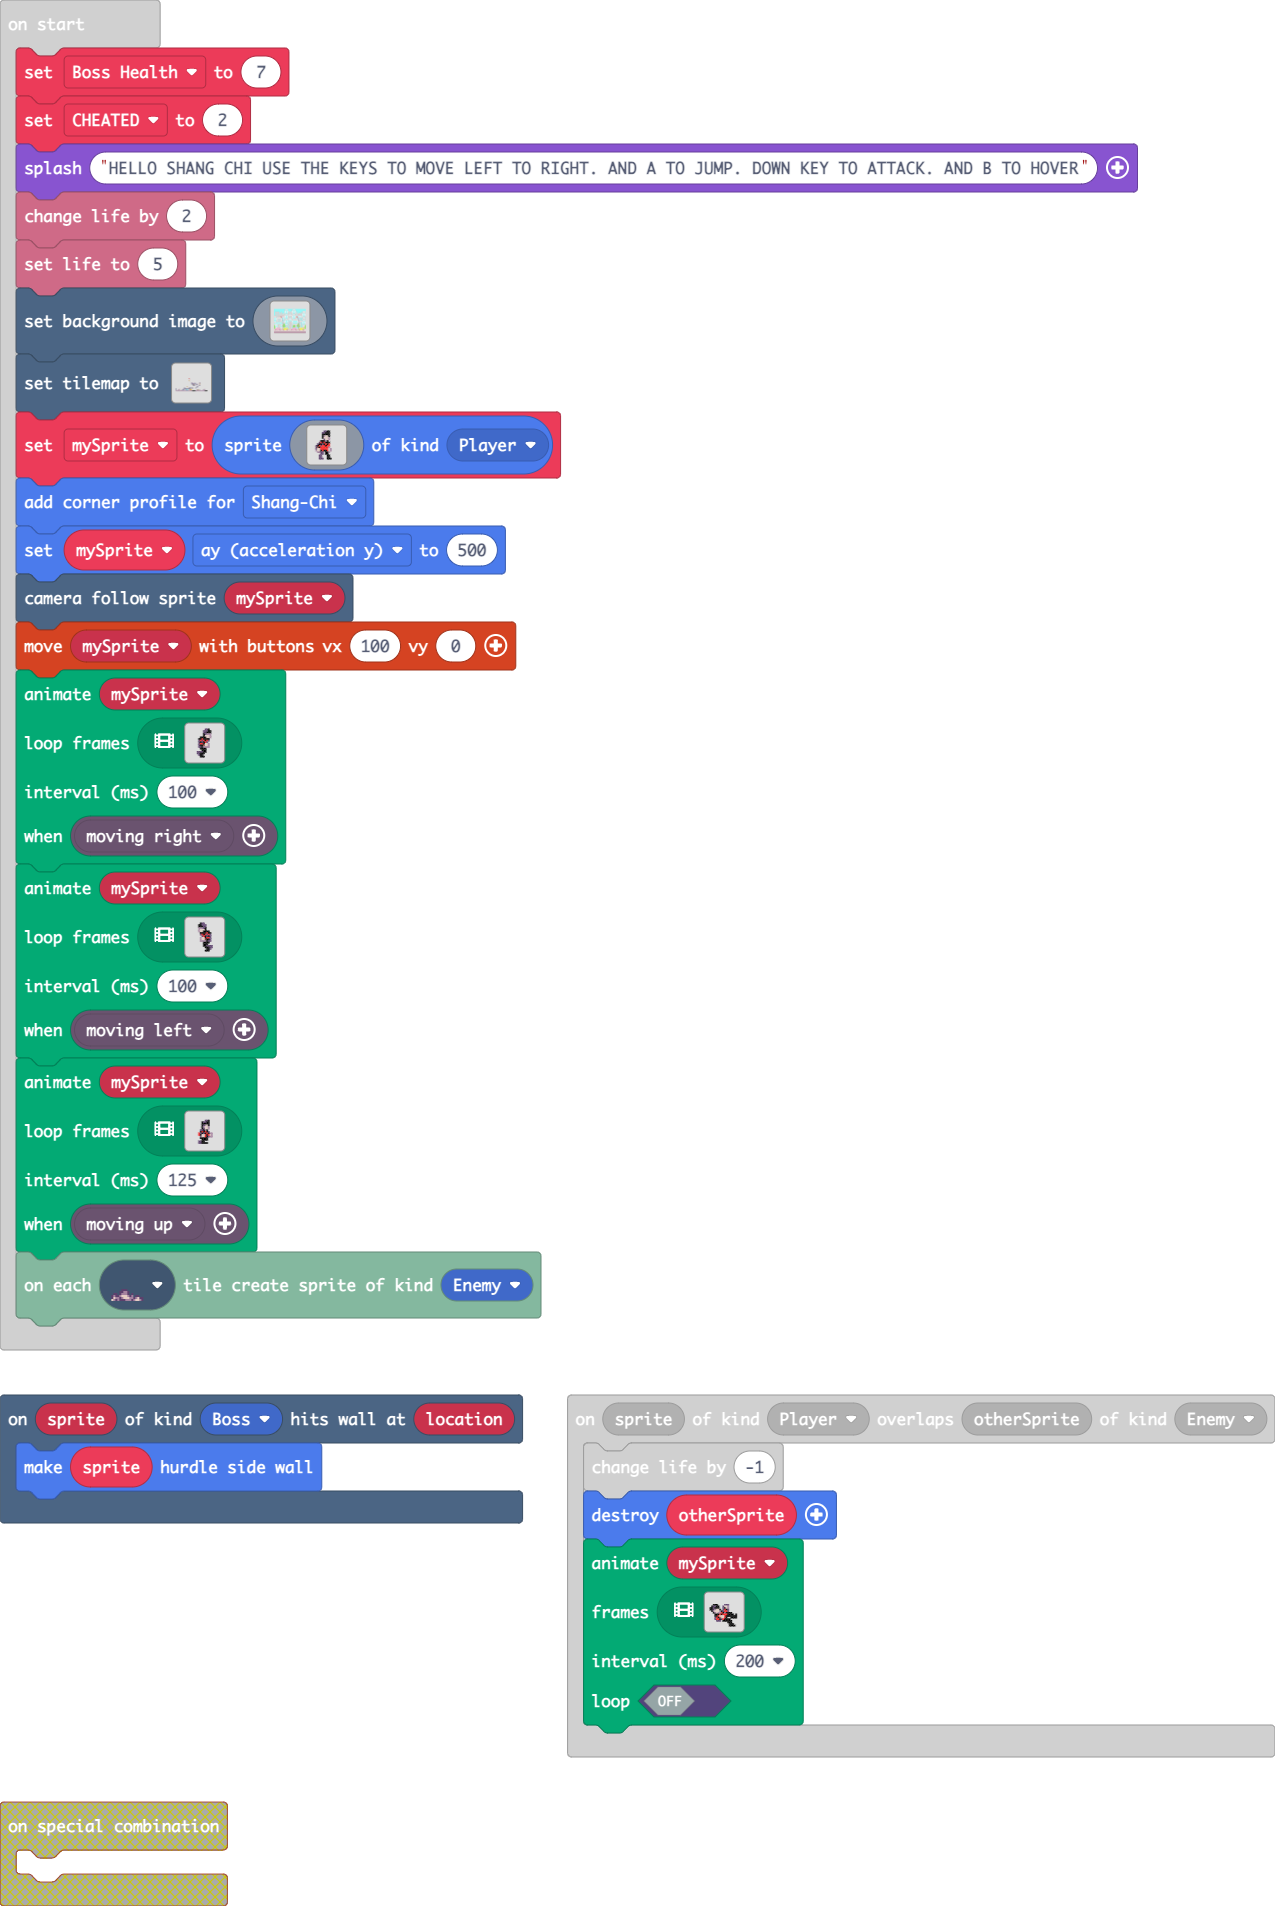 on start
set Boss Health to 7
set CHEATED to 2
splash "HELLO SHANG CHI USE THE KEYS TO MOVE LEFT TO RIGHT. AND A TO JUMP. DOWN KEY TO ATTACK. AND B TO HOVER"
change life by 2
set life to 5
set background image to
set tilemap to
set mySprite to sprite of kind Player
add corner profile for Shang-Chi
set mySprite ay (acceleration y) to 500
camera follow sprite mySprite
move mySprite with buttons vx 100 vy 0
animate mySprite
loop frames
interval (ms) 100
when moving right
animate mySprite
loop frames
interval (ms) 100
when moving left
animate mySprite
loop frames
interval (ms) 125
when moving up
on each tile create sprite of kind Enemy
on sprite of kind Boss hits wall at location
make sprite hurdle side wall
on sprite of kind Player overlaps otherSprite of kind Enemy
change life by -1
destroy otherSprite
animate mySprite
frames
interval (ms) 200
loop OFF
on special combination